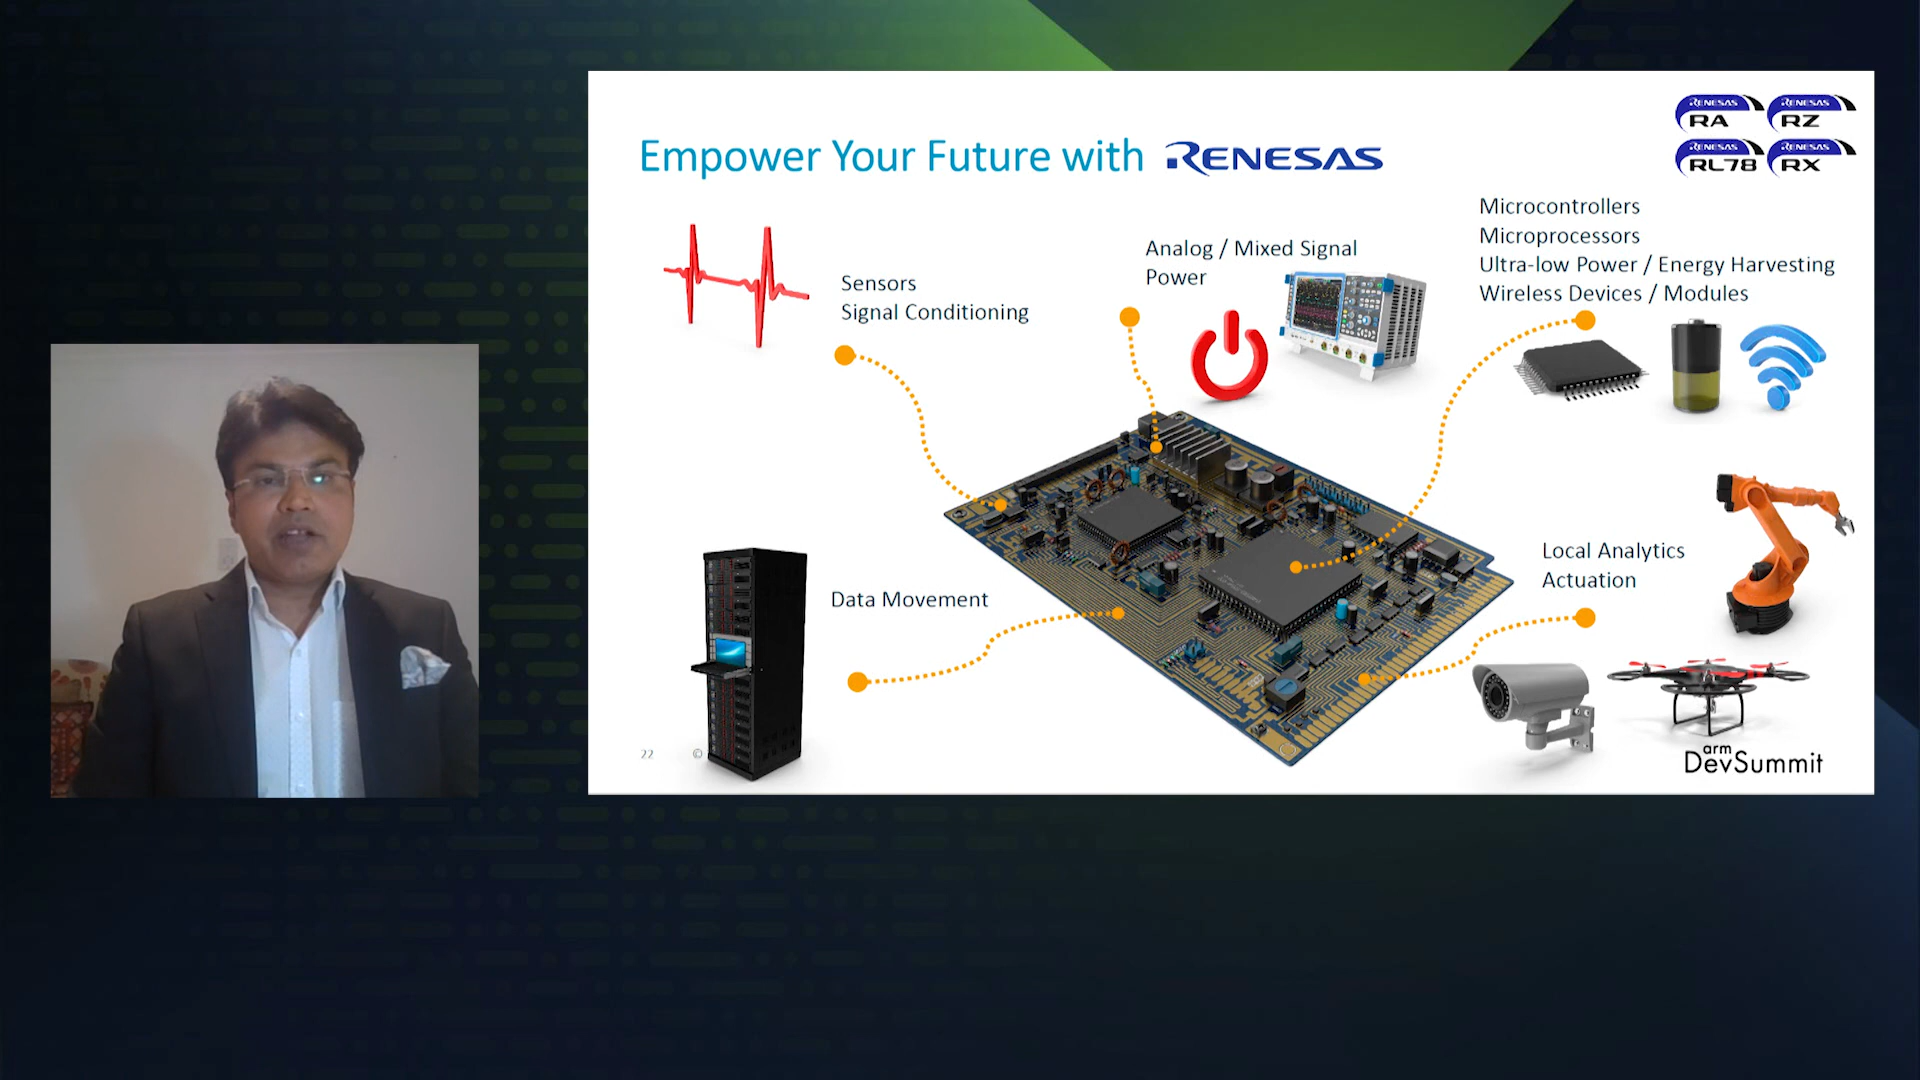 Empower Your Future with RENESAS
RENESAS RA
RENESAS RZ
RENESAS RL78
RENESAS RX
Sensors
Signal Conditioning
Analog / Mixed Signal
Power
Microcontrollers
Microprocessors
Ultra-low Power / Energy Harvesting
Wireless Devices / Modules
Data Movement
Local Analytics
Actuation
22 ©
arm
DevSummit